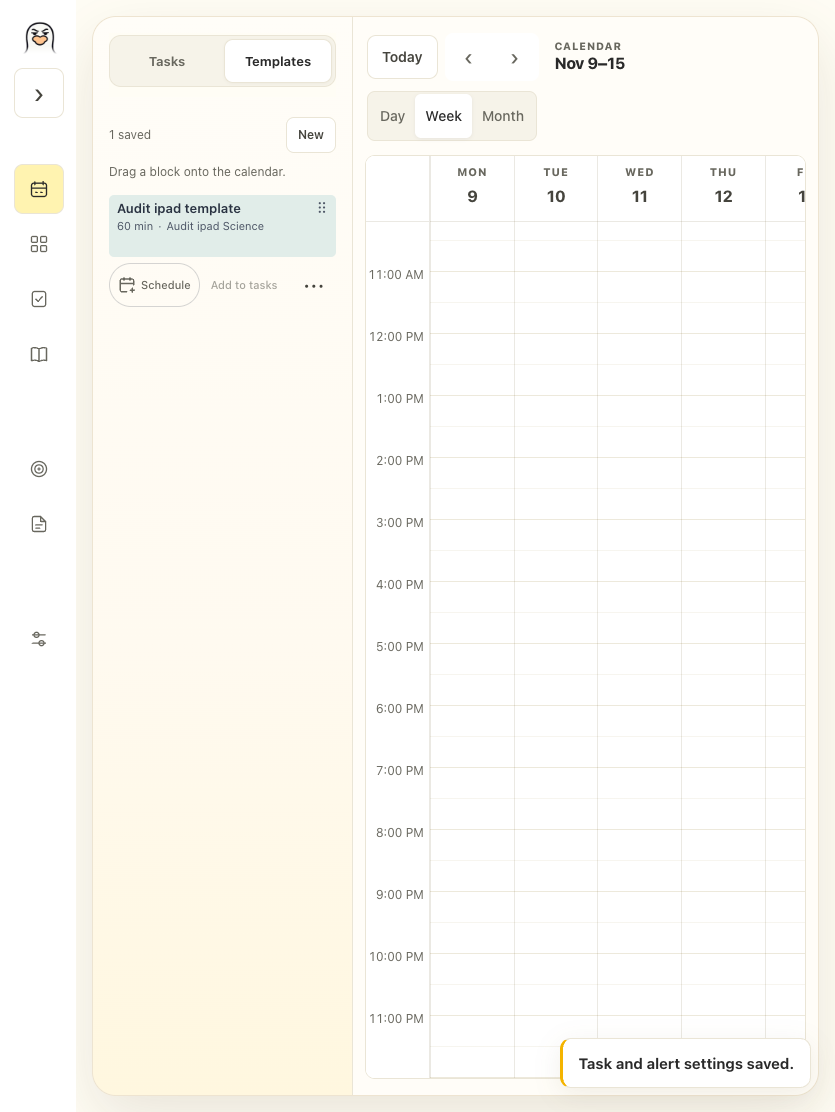 Tasks
Templates
1 saved
New
Drag a block onto the calendar.
Audit ipad template
60 min · Audit ipad Science
Schedule
Add to tasks
Today
CALENDAR
Nov 9–15
Day
Week
Month
MON
TUE
WED
THU
9
10
11
12
11:00 AM
12:00 PM
1:00 PM
2:00 PM
3:00 PM
4:00 PM
5:00 PM
6:00 PM
7:00 PM
8:00 PM
9:00 PM
10:00 PM
11:00 PM
Task and alert settings saved.